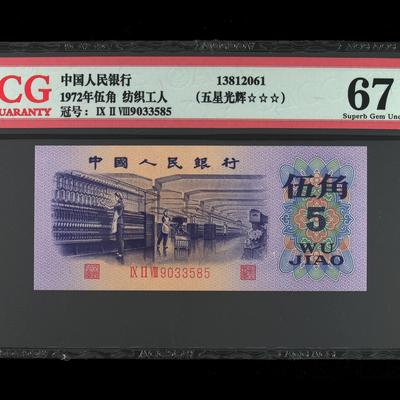 CG
UARANTY
中国人民银行
1972年伍角 纺织工人
冠号: IX II VIII9033585
13812061
(五星光辉☆☆☆)
67
Superb Gem Unc
中國人民銀行
伍角
5
WU
JIAO
IX II VIII 9033585